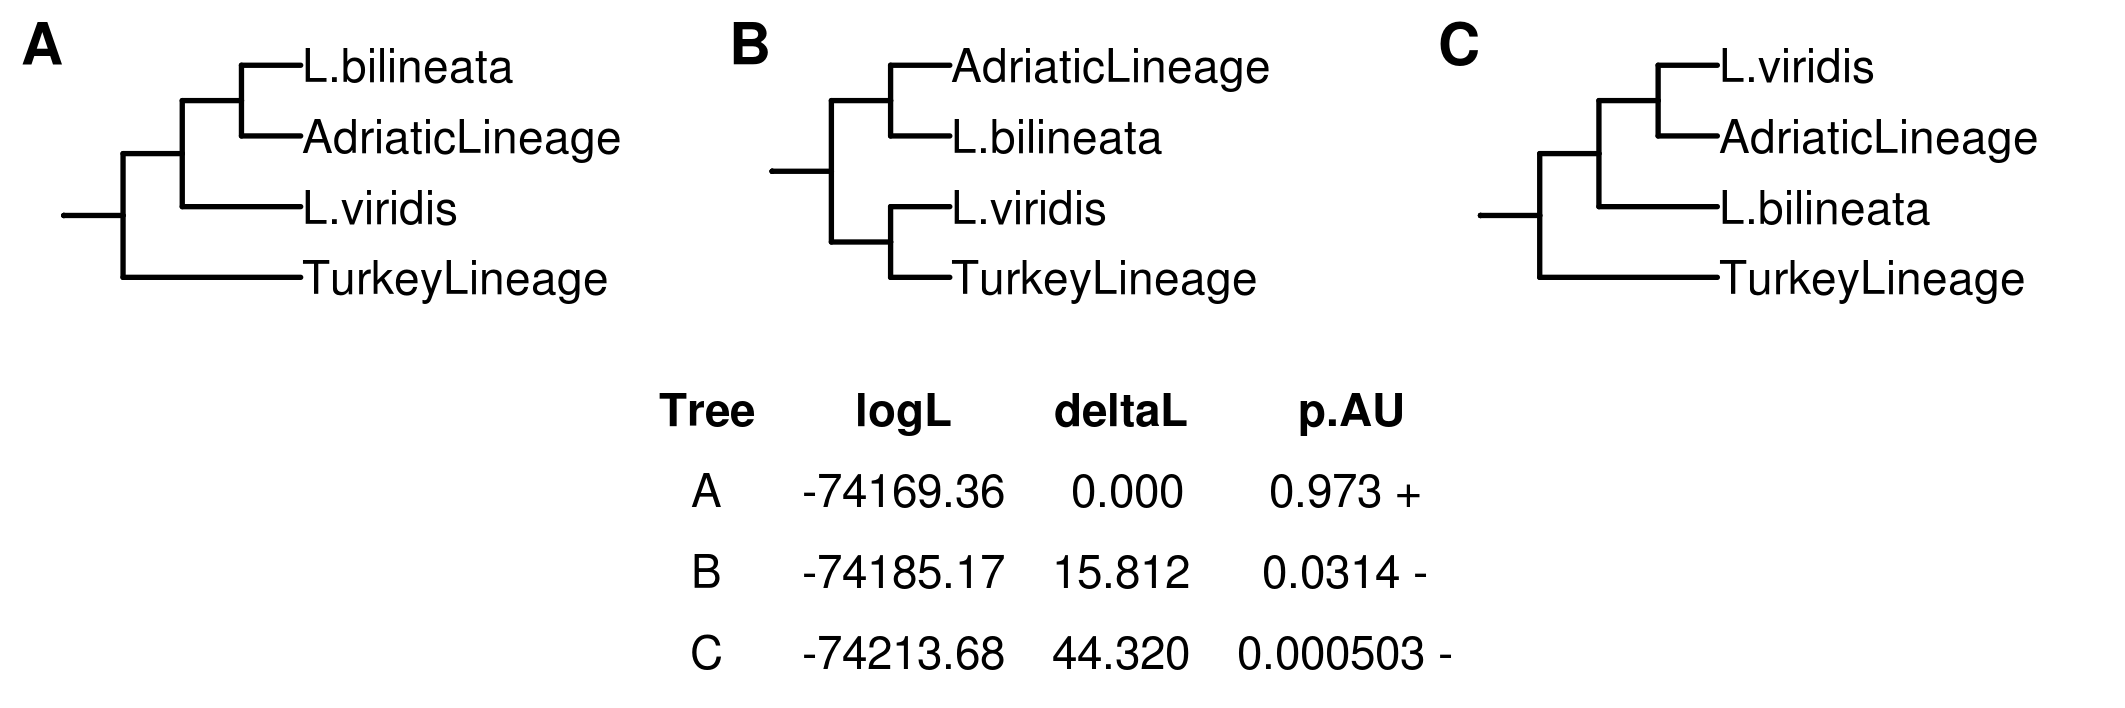 A
L.bilineata
AdriaticLineage
L.viridis
TurkeyLineage
B
AdriaticLineage
L.bilineata
L.viridis
TurkeyLineage
C
L.viridis
AdriaticLineage
L.bilineata
TurkeyLineage
Tree logL deltaL p.AU
A -74169.36 0.000 0.973 +
B -74185.17 15.812 0.0314 -
C -74213.68 44.320 0.000503 -